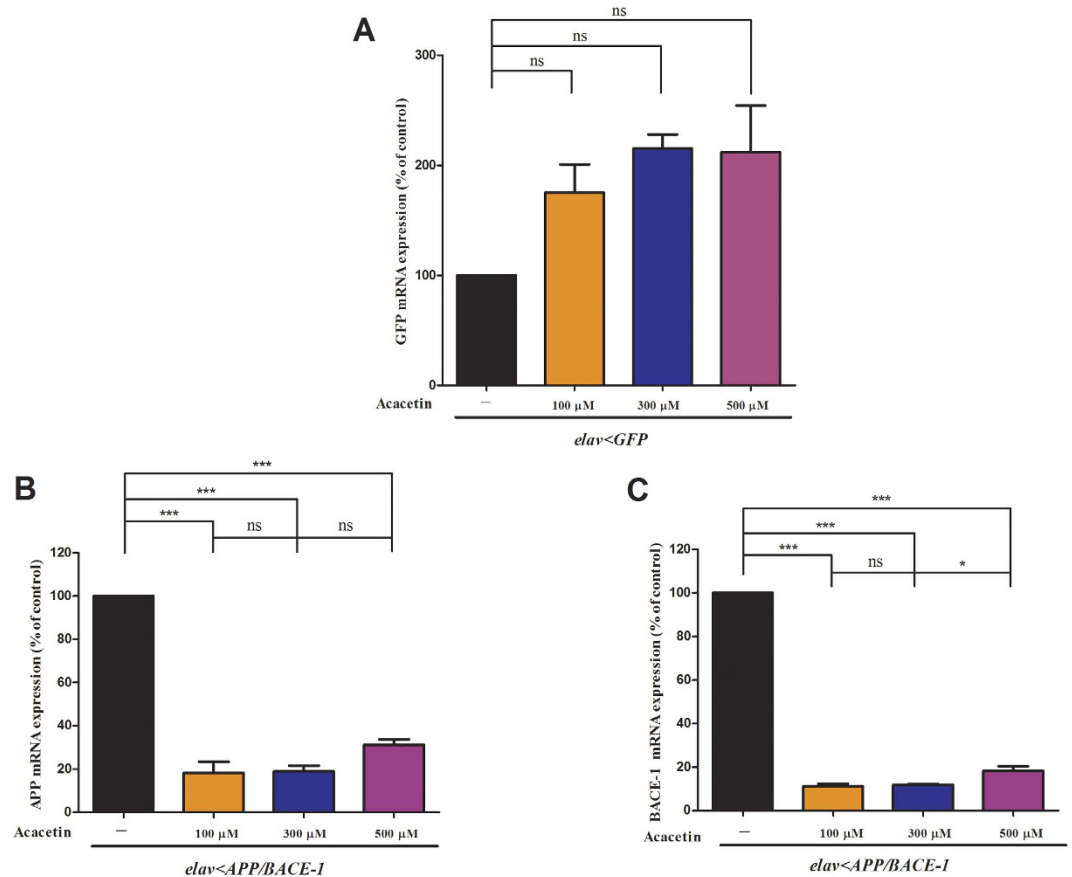 A
ns
ns
ns
300
200
100
0
GFP mRNA expression (% of control)
Acacetin — 100 µM 300 µM 500 µM
elav<GFP
B
***
***
*** ns ns
120
100
80
60
40
20
0
APP mRNA expression (% of control)
Acacetin — 100 µM 300 µM 500 µM
elav<APP/BACE-1
C
***
***
*** ns *
120
100
80
60
40
20
0
BACE-1 mRNA expression (% of control)
Acacetin — 100 µM 300 µM 500 µM
elav<APP/BACE-1